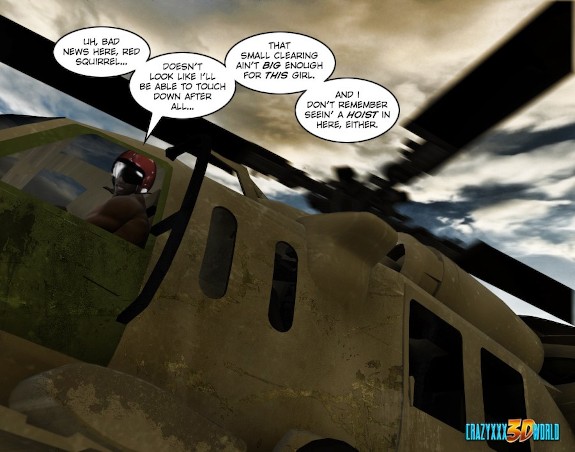 UH, BAD
NEWS HERE, RED
SQUIRREL...
DOESN'T
LOOK LIKE I'LL
BE ABLE TO TOUCH
DOWN AFTER
ALL...
THAT
SMALL CLEARING
AIN'T BIG ENOUGH
FOR THIS GIRL.
AND I
DON'T REMEMBER
SEEIN' A HOIST IN
HERE, EITHER.
CRAZYXXX3DWORLD